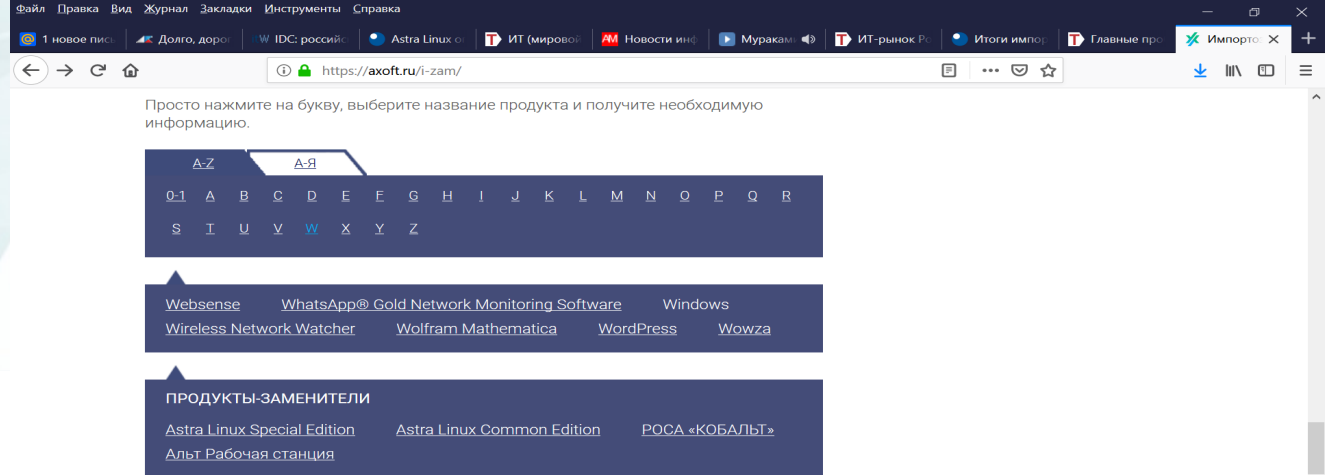 Файл Правка Вид Журнал Закладки Инструменты Справка
1 новое пис Долго, дорог IDC: российс Astra Linux о ИТ (мировой Новости инф Мураками ИТ-рынок Ро Итоги импор Главные про Импорто
https://axoft.ru/i-zam/
Просто нажмите на букву, выберите название продукта и получите необходимую
информацию.
A-Z А-Я
0-1 A B C D E F G H I J K L M N O P Q R
S T U V W X Y Z
Websense WhatsApp® Gold Network Monitoring Software Windows
Wireless Network Watcher Wolfram Mathematica WordPress Wowza
ПРОДУКТЫ-ЗАМЕНИТЕЛИ
Astra Linux Special Edition Astra Linux Common Edition РОСА «КОБАЛЬТ»
Альт Рабочая станция